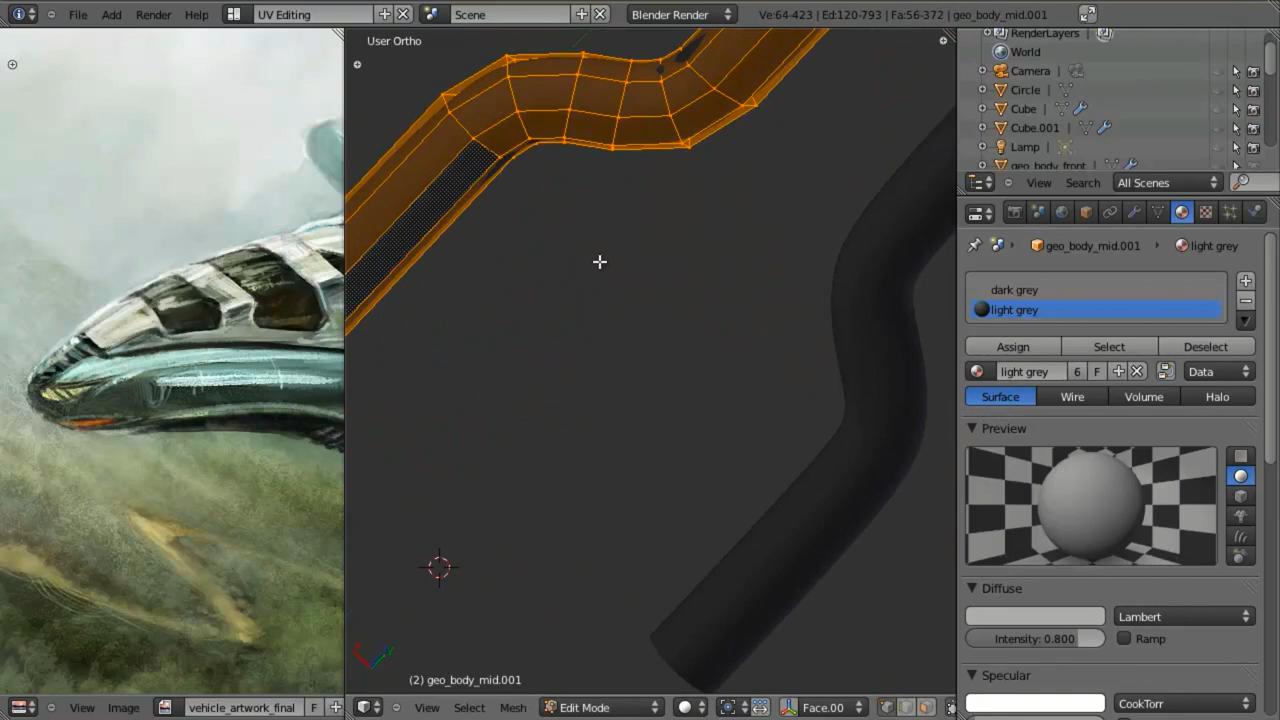 File Add Render Help UV Editing Scene Blender Render Ve:64-423 | Ed:120-793 | Fa:56-372 | geo_body_mid.001
User Ortho
RenderLayers |
World
Camera |
Circle |
Cube |
Cube.001 |
Lamp |
geo_body_front |
View Search All Scenes
geo_body_mid.001 light grey
dark grey
light grey
Assign Select Deselect
light grey 6 F Data
Surface Wire Volume Halo
Preview
Diffuse
Lambert
Intensity: 0.800 Ramp
Specular
CookTorr
(2) geo_body_mid.001
View Image vehicle_artwork_final F View Select Mesh Edit Mode Face.00